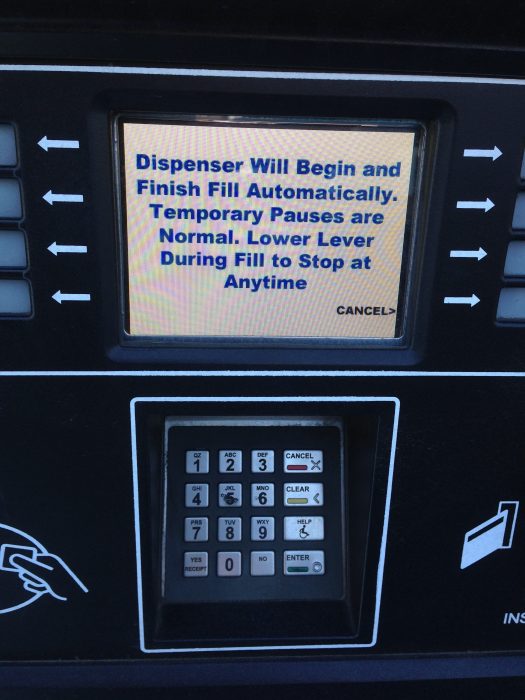 Dispenser Will Begin and
Finish Fill Automatically.
Temporary Pauses are
Normal. Lower Lever
During Fill to Stop at
Anytime
CANCEL>
QZ ABC DEF CANCEL
1 2 3
GHI JKL MNO CLEAR
4 5 6
PRS TUV WXY HELP
7 8 9
YES NO ENTER
RECEIPT 0
INS